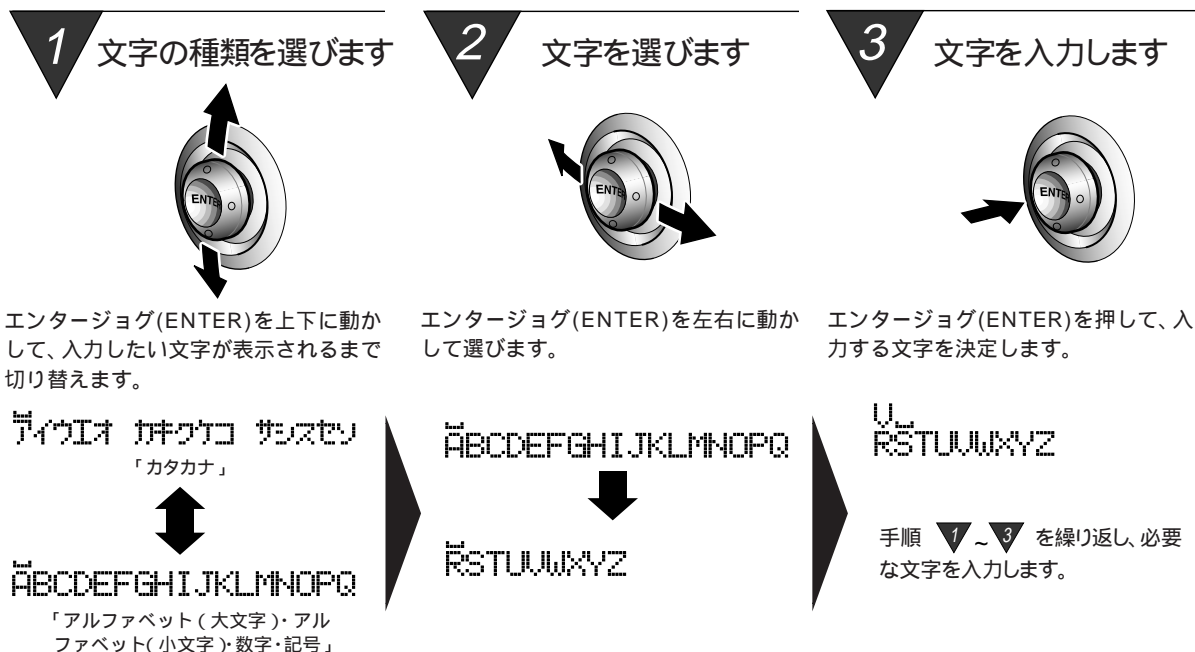 1 文字の種類を選びます
ENTER
エンタージョグ(ENTER)を上下に動か
して、入力したい文字が表示されるまで
切り替えます。
アイウエオ カキクケコ サシスセソ
「カタカナ」
ABCDEFGHIJKLMNOPQ
「アルファベット(大文字)・アル
ファベット(小文字)・数字・記号」
2 文字を選びます
ENTER
エンタージョグ(ENTER)を左右に動か
して選びます。
ABCDEFGHIJKLMNOPQ
RSTUVWXYZ
3 文字を入力します
ENTER
エンタージョグ(ENTER)を押して、入
力する文字を決定します。
V
RSTUVWXYZ
手順 1 ~ 3 を繰り返し、必要
な文字を入力します。